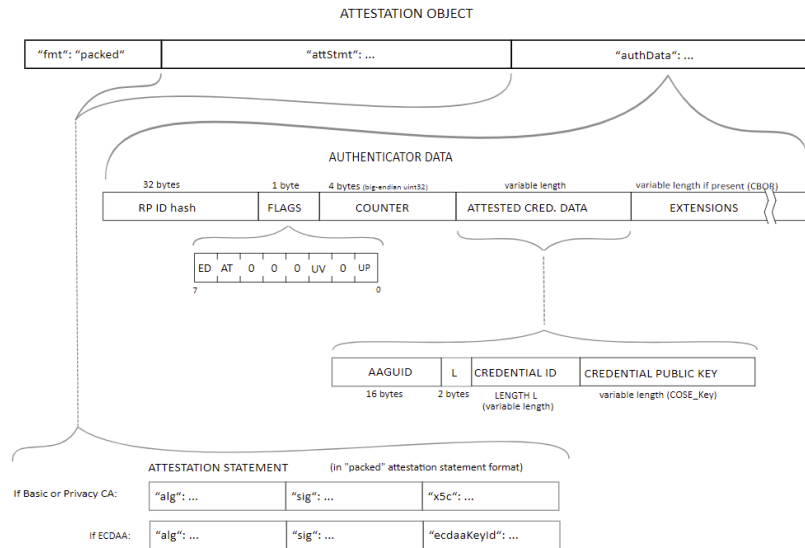 ATTESTATION OBJECT
“fmt”: “packed” “attStmt”: ... “authData”: ...
AUTHENTICATOR DATA
32 bytes 1 byte 4 bytes (big-endian uint32) variable length variable length if present (CBOR)
RP ID hash FLAGS COUNTER ATTESTED CRED. DATA EXTENSIONS
ED AT 0 0 0 UV 0 UP
7 0
AAGUID L CREDENTIAL ID CREDENTIAL PUBLIC KEY
16 bytes 2 bytes LENGTH L variable length (COSE_Key)
(variable length)
ATTESTATION STATEMENT (in "packed" attestation statement format)
If Basic or Privacy CA: “alg”: ... “sig”: ... “x5c”: ...
If ECDAA: “alg”: ... “sig”: ... “ecdaaKeyId”: ...